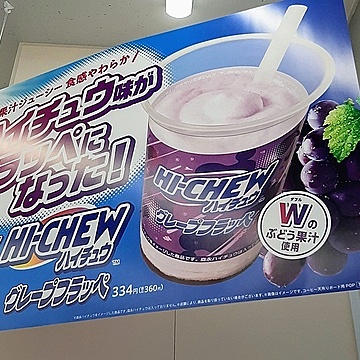 果汁ジューシー 食感やわらか!
ハイチュウ味が
フラッペに
なった!
HI-CHEW™
ハイチュウ
グレープフラッペ
334円(税込360円)
HI-CHEW
ハイチュウ
グレープフラッペ
ダブル
Wの
ぶどう果汁
使用